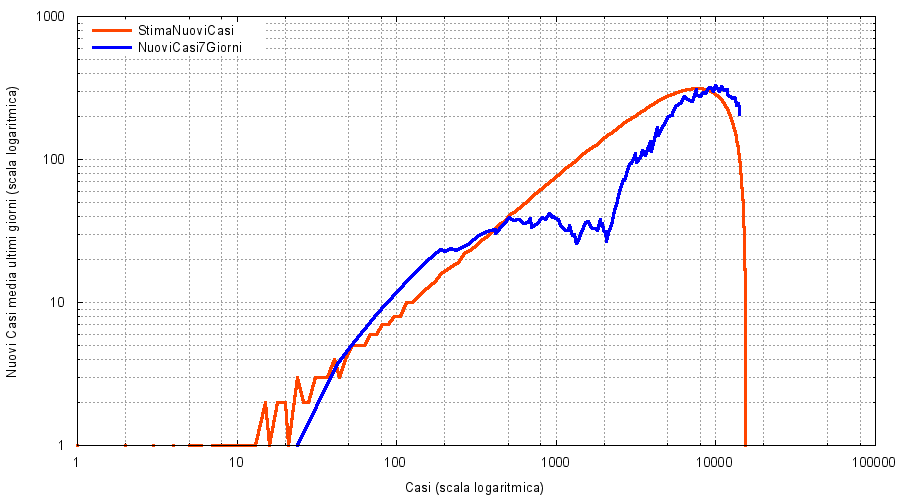 1000
StimaNuoviCasi
NuoviCasi7Giorni
100
10
1
Nuovi Casi media ultimi giorni (scala logaritmica)
1 10 100 1000 10000 100000
Casi (scala logaritmica)